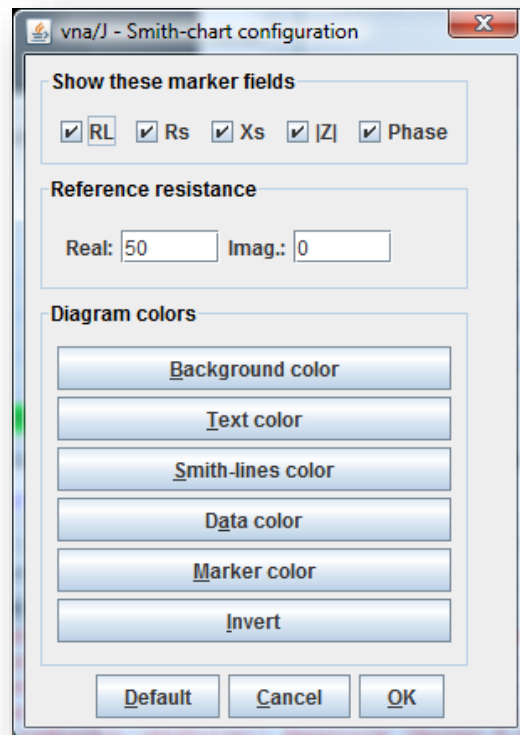 vna/J - Smith-chart configuration
Show these marker fields
RL Rs Xs |Z| Phase
Reference resistance
Real: 50 Imag.: 0
Diagram colors
Background color
Text color
Smith-lines color
Data color
Marker color
Invert
Default Cancel OK